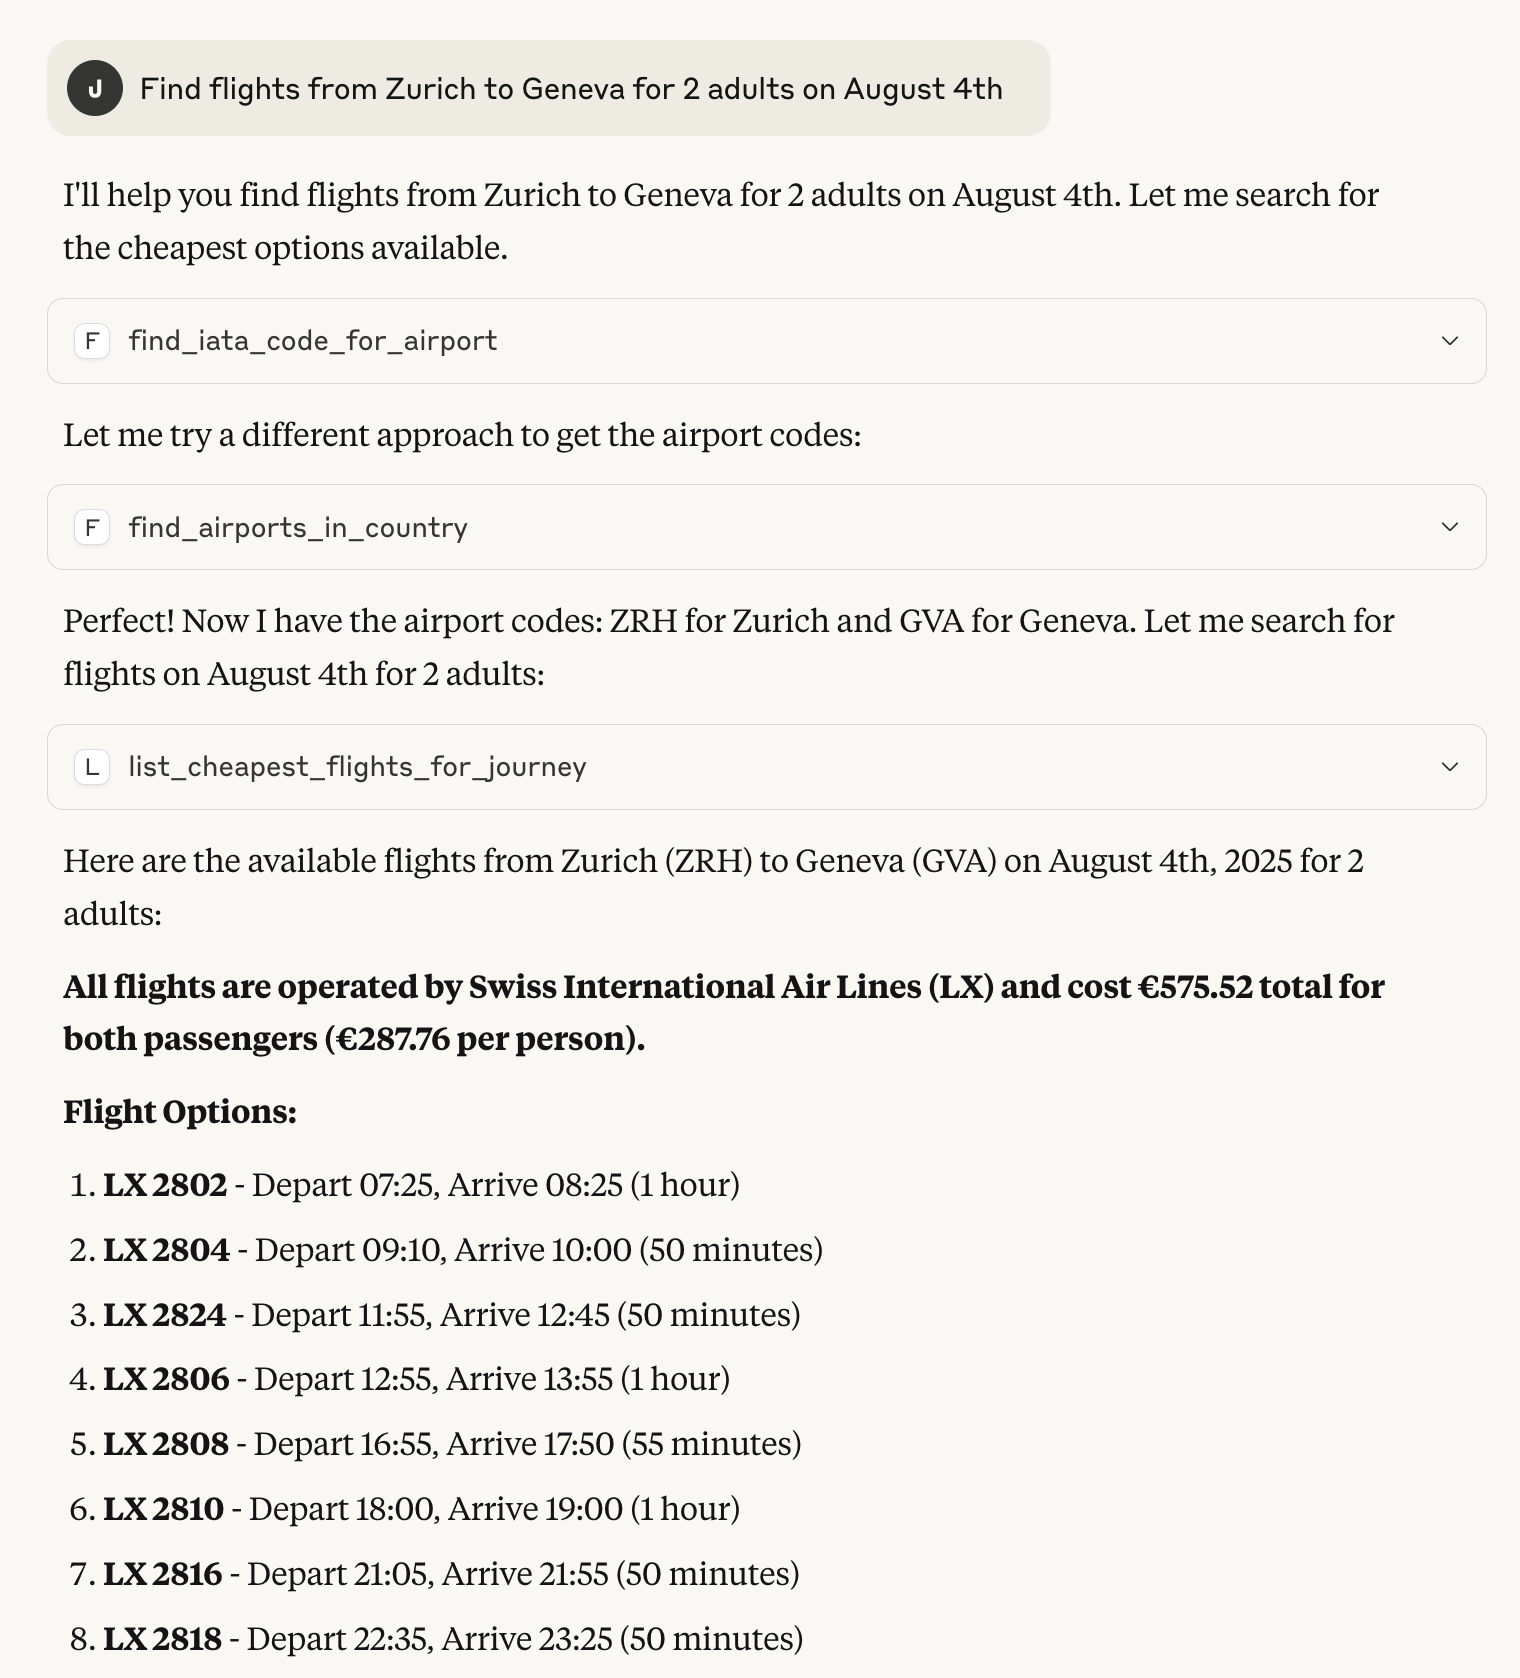 J Find flights from Zurich to Geneva for 2 adults on August 4th
I'll help you find flights from Zurich to Geneva for 2 adults on August 4th. Let me search for
the cheapest options available.
F find_iata_code_for_airport
Let me try a different approach to get the airport codes:
F find_airports_in_country
Perfect! Now I have the airport codes: ZRH for Zurich and GVA for Geneva. Let me search for
flights on August 4th for 2 adults:
L list_cheapest_flights_for_journey
Here are the available flights from Zurich (ZRH) to Geneva (GVA) on August 4th, 2025 for 2
adults:
All flights are operated by Swiss International Air Lines (LX) and cost €575.52 total for
both passengers (€287.76 per person).
Flight Options:
1. LX 2802 - Depart 07:25, Arrive 08:25 (1 hour)
2. LX 2804 - Depart 09:10, Arrive 10:00 (50 minutes)
3. LX 2824 - Depart 11:55, Arrive 12:45 (50 minutes)
4. LX 2806 - Depart 12:55, Arrive 13:55 (1 hour)
5. LX 2808 - Depart 16:55, Arrive 17:50 (55 minutes)
6. LX 2810 - Depart 18:00, Arrive 19:00 (1 hour)
7. LX 2816 - Depart 21:05, Arrive 21:55 (50 minutes)
8. LX 2818 - Depart 22:35, Arrive 23:25 (50 minutes)